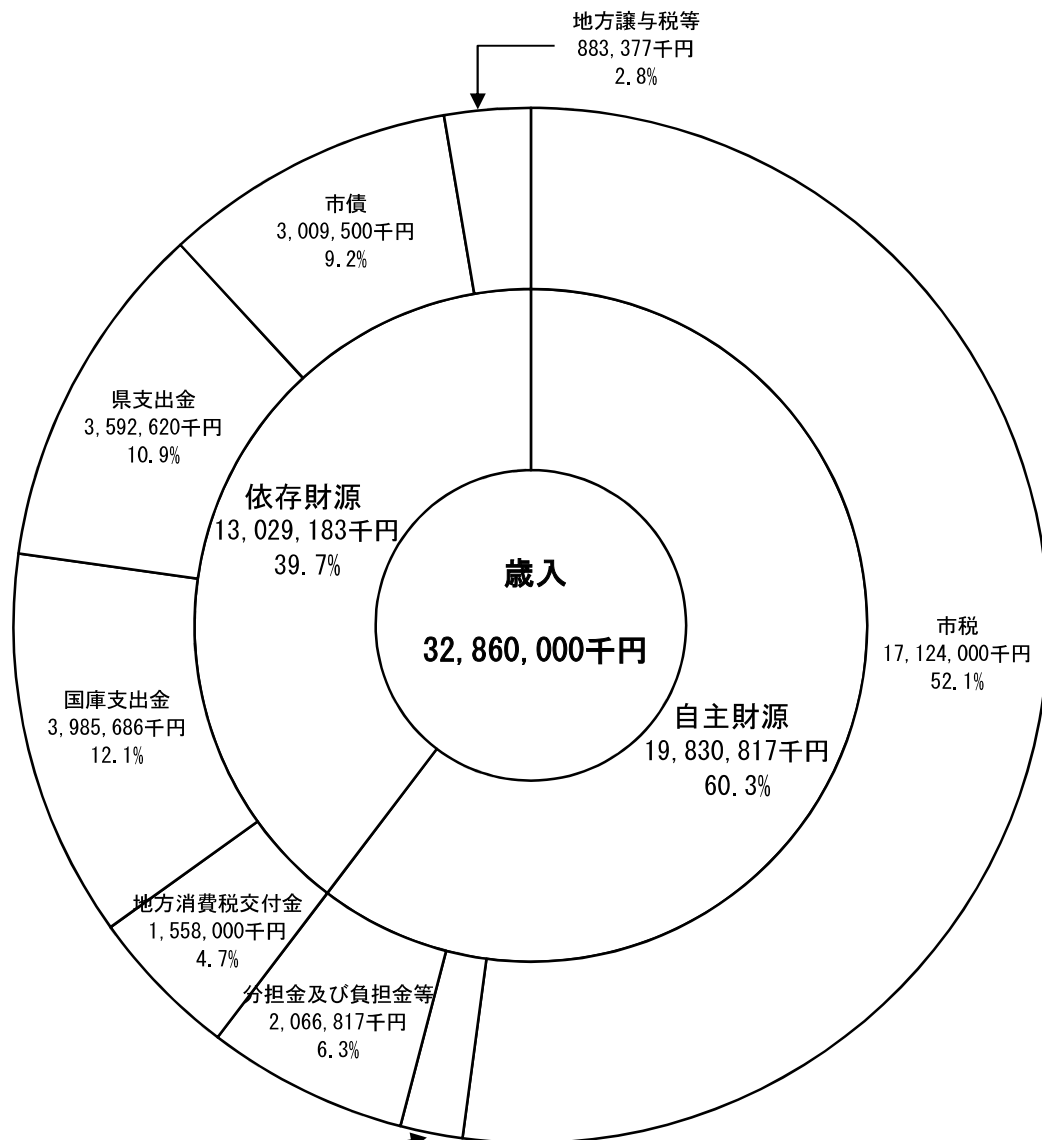 地方譲与税等
883,377千円
2.8%
市債
3,009,500千円
9.2%
県支出金
3,592,620千円
10.9%
依存財源
13,029,183千円
39.7%
歳入
32,860,000千円
市税
17,124,000千円
52.1%
国庫支出金
3,985,686千円
12.1%
自主財源
19,830,817千円
60.3%
地方消費税交付金
1,558,000千円
4.7%
分担金及び負担金等
2,066,817千円
6.3%